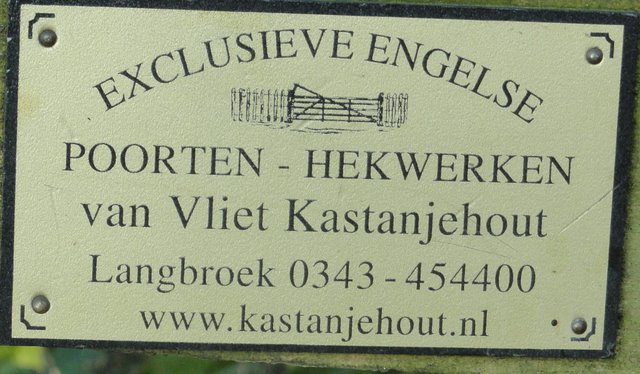 EXCLUSIEVE ENGELSE
POORTEN - HEKWERKEN
van Vliet Kastanjehout
Langbroek 0343 - 454400
www.kastanjehout.nl